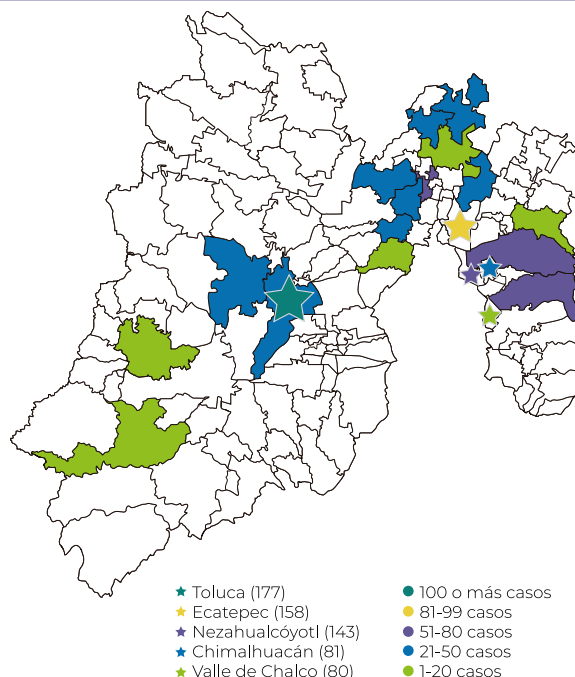 Toluca (177)
Ecatepec (158)
Nezahualcóyotl (143)
Chimalhuacán (81)
Valle de Chalco (80)
100 o más casos
81-99 casos
51-80 casos
21-50 casos
1-20 casos